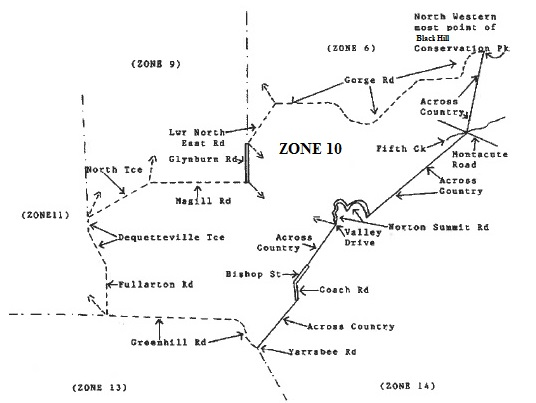 North Western
most point of
Black Hill
Conservation Pk
(ZONE 6)
(ZONE 9)
Gorge Rd
Across
Country
Lwr North
East Rd
ZONE 10
Fifth Ck
Glynburn Rd
Montacute
Road
North Tce
Across
Country
Magill Rd
(ZONE11)
Norton Summit Rd
Valley
Drive
Dequetteville Tce
Across
Country
Bishop St
Fullarton Rd
Coach Rd
Across Country
Greenhill Rd
Yarrabee Rd
(ZONE 13)
(ZONE 14)